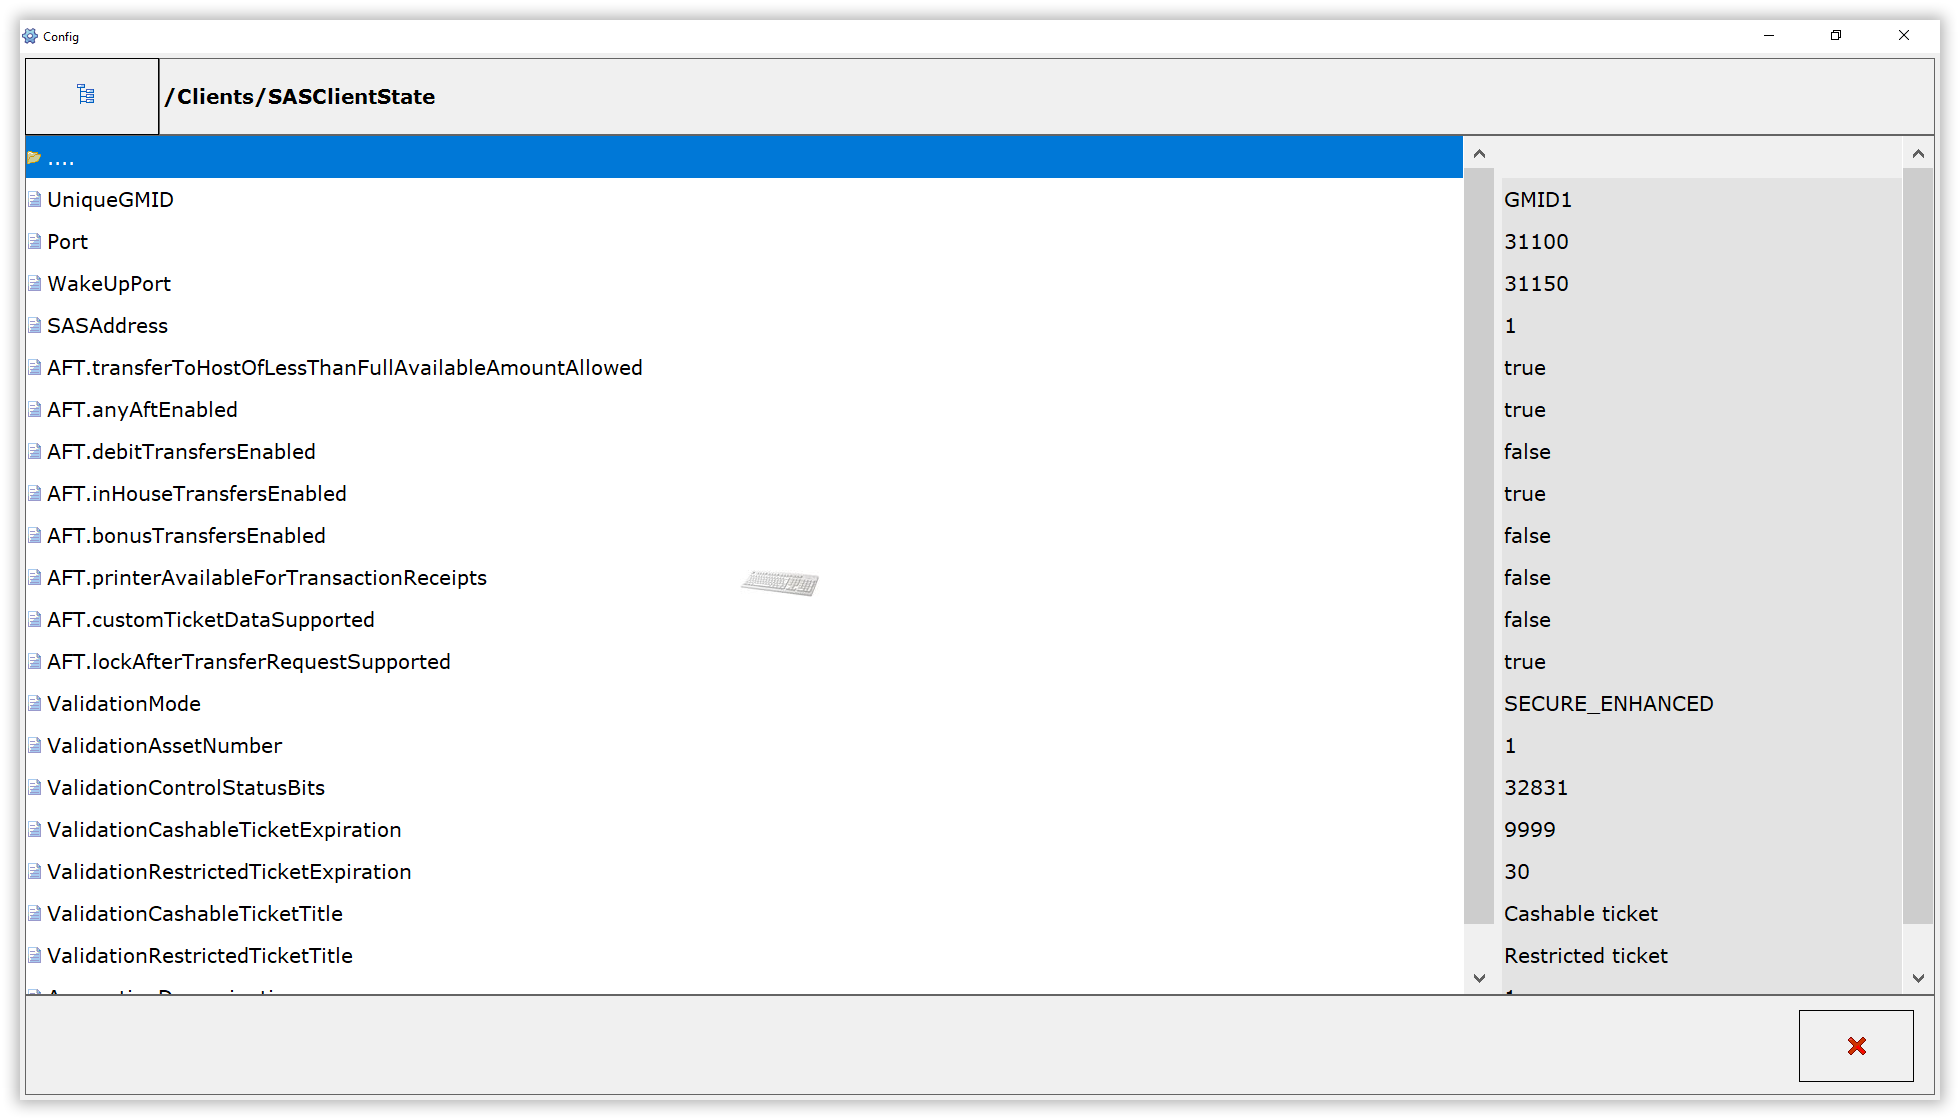 Config
/Clients/SASClientState
....
UniqueGMID GMID1
Port 31100
WakeUpPort 31150
SASAddress 1
AFT.transferToHostOfLessThanFullAvailableAmountAllowed true
AFT.anyAftEnabled true
AFT.debitTransfersEnabled false
AFT.inHouseTransfersEnabled true
AFT.bonusTransfersEnabled false
AFT.printerAvailableForTransactionReceipts false
AFT.customTicketDataSupported false
AFT.lockAfterTransferRequestSupported true
ValidationMode SECURE_ENHANCED
ValidationAssetNumber 1
ValidationControlStatusBits 32831
ValidationCashableTicketExpiration 9999
ValidationRestrictedTicketExpiration 30
ValidationCashableTicketTitle Cashable ticket
ValidationRestrictedTicketTitle Restricted ticket